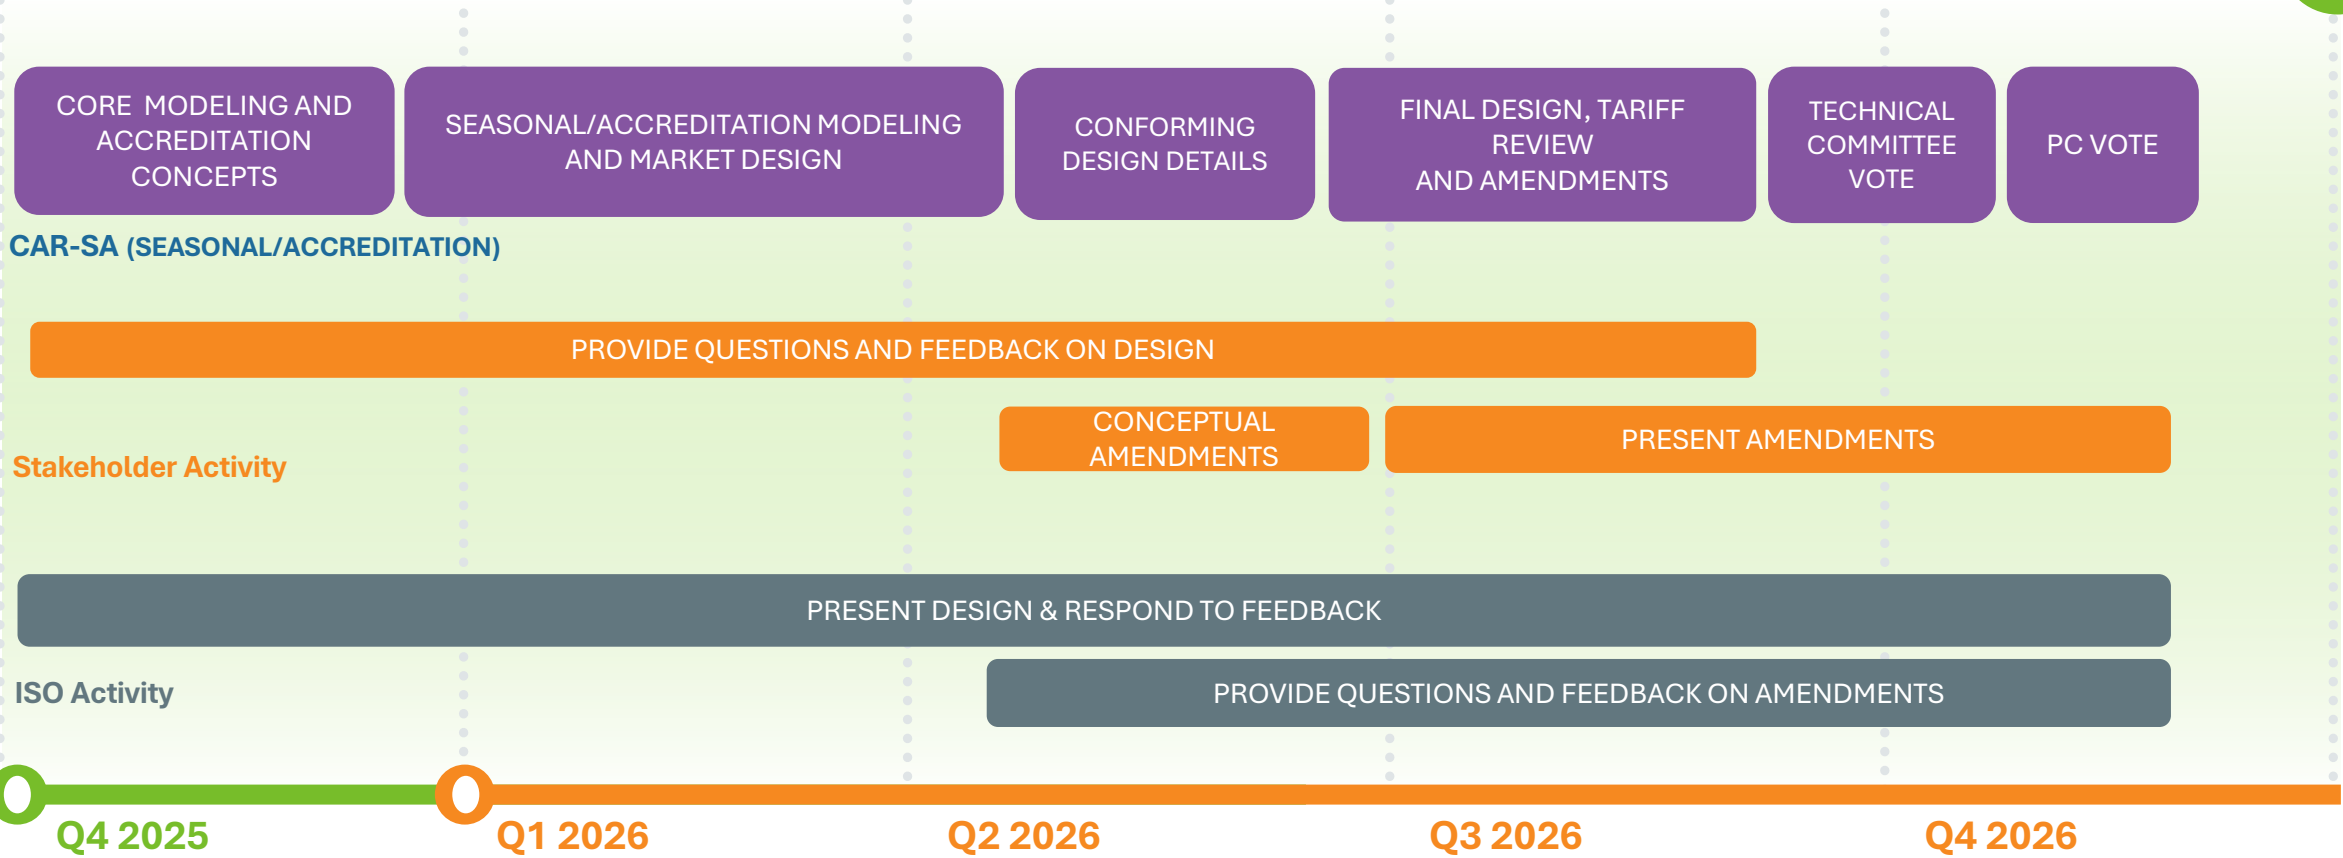 CORE MODELING AND
ACCREDITATION
CONCEPTS
SEASONAL/ACCREDITATION MODELING
AND MARKET DESIGN
CONFORMING
DESIGN DETAILS
FINAL DESIGN, TARIFF
REVIEW
AND AMENDMENTS
TECHNICAL
COMMITTEE
VOTE
PC VOTE
CAR-SA (SEASONAL/ACCREDITATION)
PROVIDE QUESTIONS AND FEEDBACK ON DESIGN
CONCEPTUAL
AMENDMENTS
PRESENT AMENDMENTS
Stakeholder Activity
PRESENT DESIGN & RESPOND TO FEEDBACK
PROVIDE QUESTIONS AND FEEDBACK ON AMENDMENTS
ISO Activity
Q4 2025
Q1 2026
Q2 2026
Q3 2026
Q4 2026